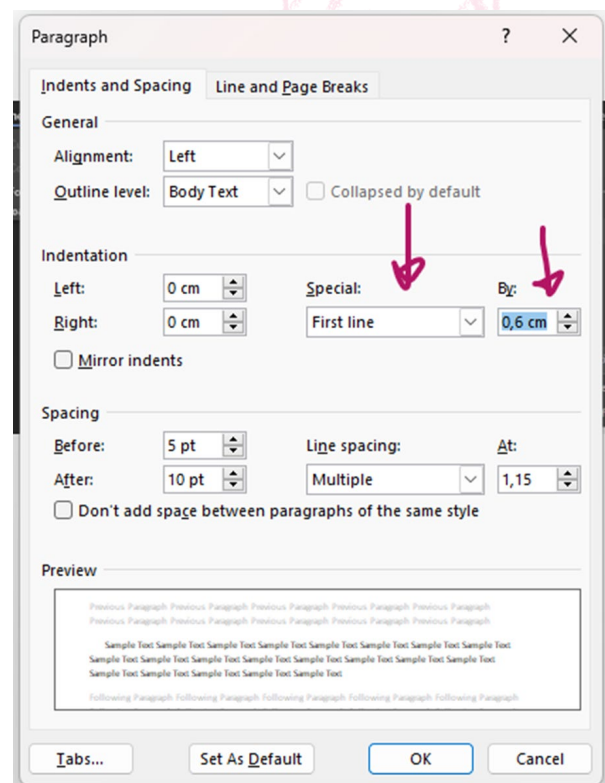 Paragraph ? X
Indents and Spacing Line and Page Breaks
General
Alignment: Left
Outline level: Body Text Collapsed by default
Indentation
Left: 0 cm Special: By:
Right: 0 cm First line 0,6 cm
Mirror indents
Spacing
Before: 5 pt Line spacing: At:
After: 10 pt Multiple 1,15
Don't add space between paragraphs of the same style
Preview
Previous Paragraph Previous Paragraph Previous Paragraph Previous Paragraph Previous Paragraph
Previous Paragraph Previous Paragraph Previous Paragraph Previous Paragraph Previous Paragraph
Sample Text Sample Text Sample Text Sample Text Sample Text Sample Text Sample Text Sample Text
Sample Text Sample Text Sample Text Sample Text Sample Text Sample Text Sample Text Sample Text
Sample Text Sample Text Sample Text Sample Text Sample Text
Following Paragraph Following Paragraph Following Paragraph Following Paragraph Following Paragraph
Tabs... Set As Default OK Cancel